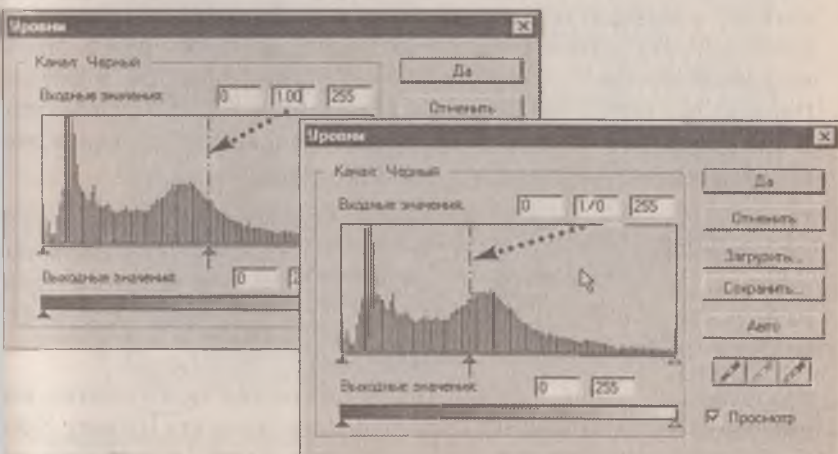 Уровни
Канал: Черный
Входные значения: 0 1.00 255
Да
Отменить
Выходные значения: 0
Уровни
Канал: Черный
Входные значения: 0 1.70 255
Выходные значения: 0 255
Да
Отменить
Загрузить...
Сохранить...
Авто
Просмотр